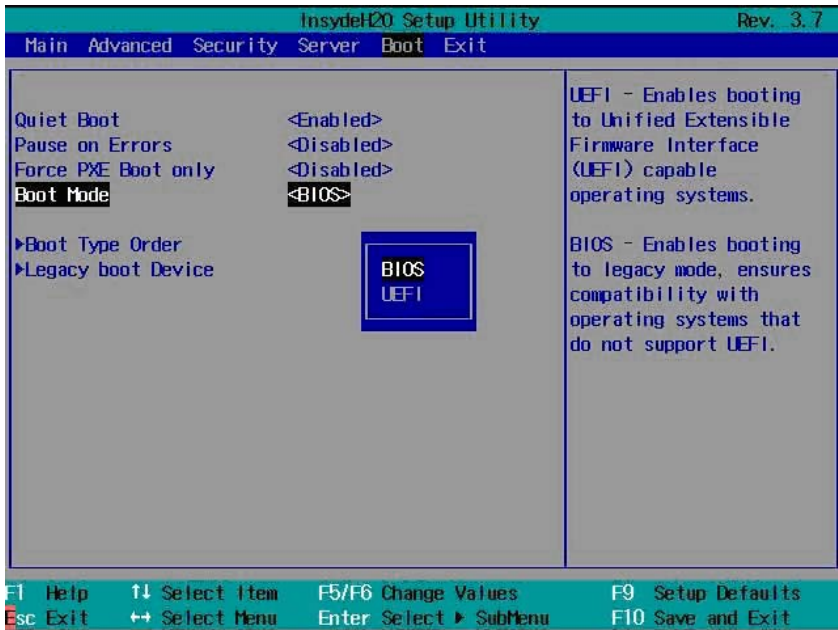 InsydeH20 Setup Utility Rev. 3.7
Main Advanced Security Server Boot Exit
Quiet Boot <Enabled>
Pause on Errors <Disabled>
Force PXE Boot only <Disabled>
Boot Mode <BIOS>
▶Boot Type Order
▶Legacy boot Device
BIOS
UEFI
UEFI - Enables booting
to Unified Extensible
Firmware Interface
(UEFI) capable
operating systems.
BIOS - Enables booting
to legacy mode, ensures
compatibility with
operating systems that
do not support UEFI.
F1 Help ↑↓ Select Item F5/F6 Change Values F9 Setup Defaults
Esc Exit ↔ Select Menu Enter Select ▶ SubMenu F10 Save and Exit